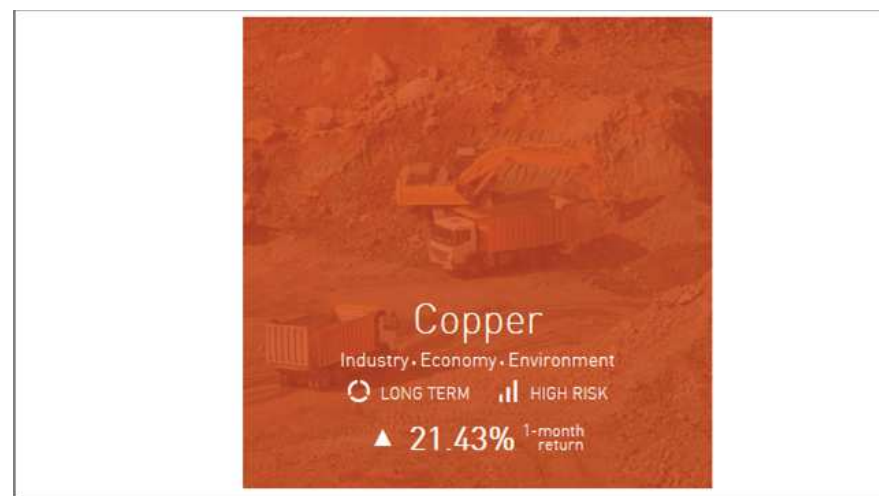 Copper
Industry • Economy • Environment
LONG TERM HIGH RISK
▲ 21.43% 1-month return